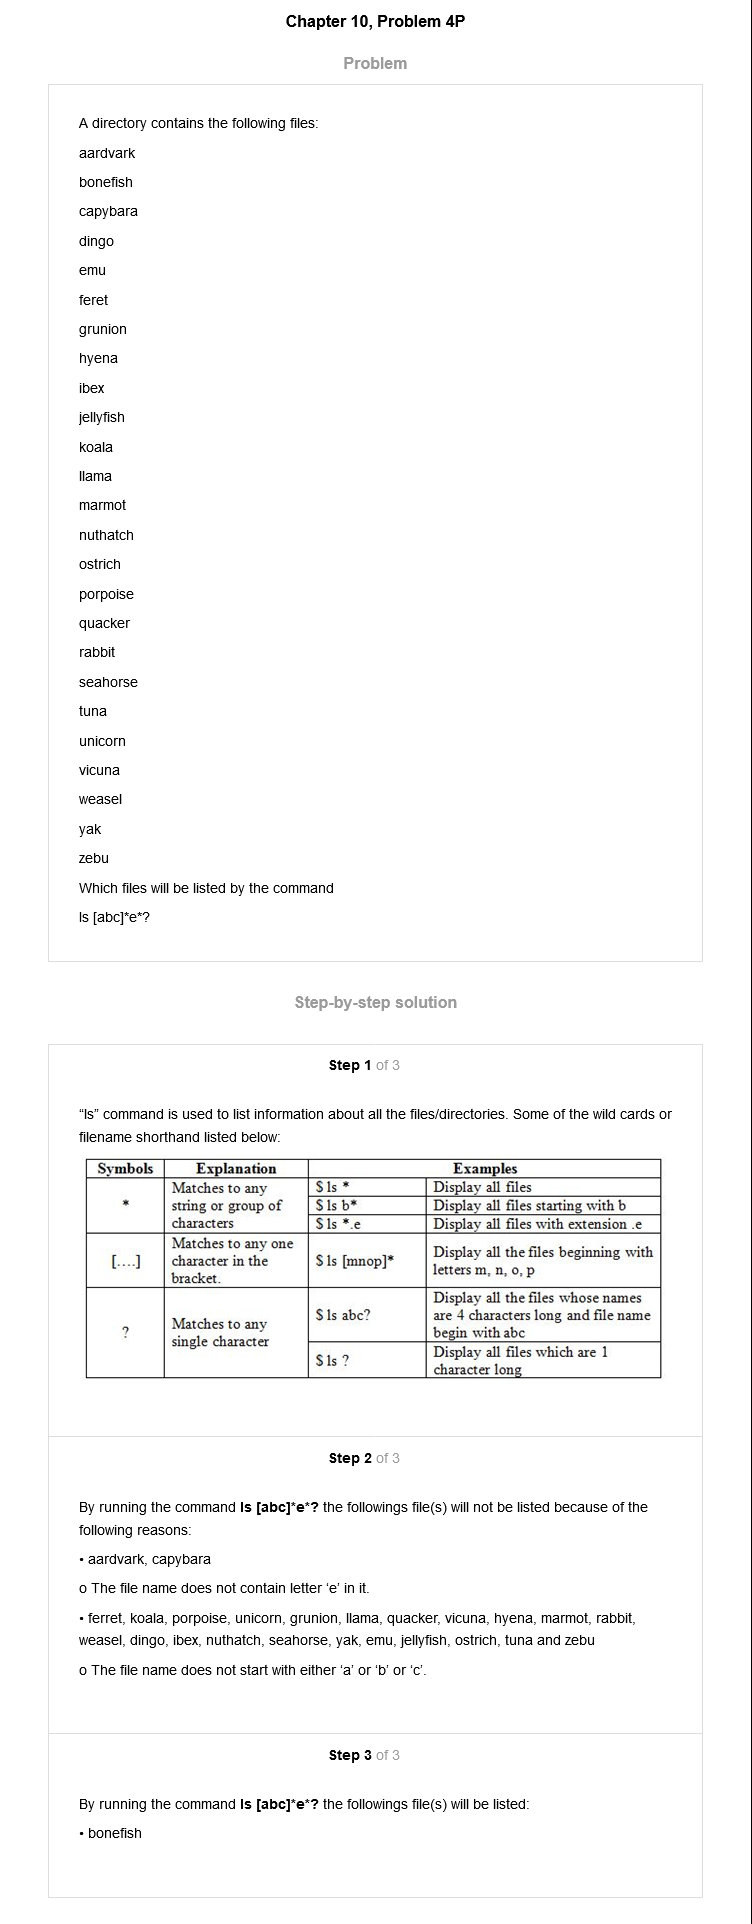 Chapter 10, Problem 4P
Problem
A directory contains the following files:
aardvark
bonefish
capybara
dingo
emu
feret
grunion
hyena
ibex
jellyfish
koala
llama
marmot
nuthatch
ostrich
porpoise
quacker
rabbit
seahorse
tuna
unicorn
vicuna
weasel
yak
zebu
Which files will be listed by the command
ls [abc]*e*?
Step-by-step solution
Step 1 of 3
“ls” command is used to list information about all the files/directories. Some of the wild cards or
filename shorthand listed below:
Symbols Explanation Examples
* Matches to any string or group of characters
$ ls * Display all files
$ ls b* Display all files starting with b
$ ls *.e Display all files with extension .e
[....] Matches to any one character in the bracket.
$ ls [mnop]* Display all the files beginning with letters m, n, o, p
? Matches to any single character
$ ls abc? Display all the files whose names are 4 characters long and file name begin with abc
$ ls ? Display all files which are 1 character long
Step 2 of 3
By running the command ls [abc]*e*? the followings file(s) will not be listed because of the
following reasons:
• aardvark, capybara
o The file name does not contain letter ‘e’ in it.
• ferret, koala, porpoise, unicorn, grunion, llama, quacker, vicuna, hyena, marmot, rabbit,
weasel, dingo, ibex, nuthatch, seahorse, yak, emu, jellyfish, ostrich, tuna and zebu
o The file name does not start with either ‘a’ or ‘b’ or ‘c’.
Step 3 of 3
By running the command ls [abc]*e*? the followings file(s) will be listed:
• bonefish